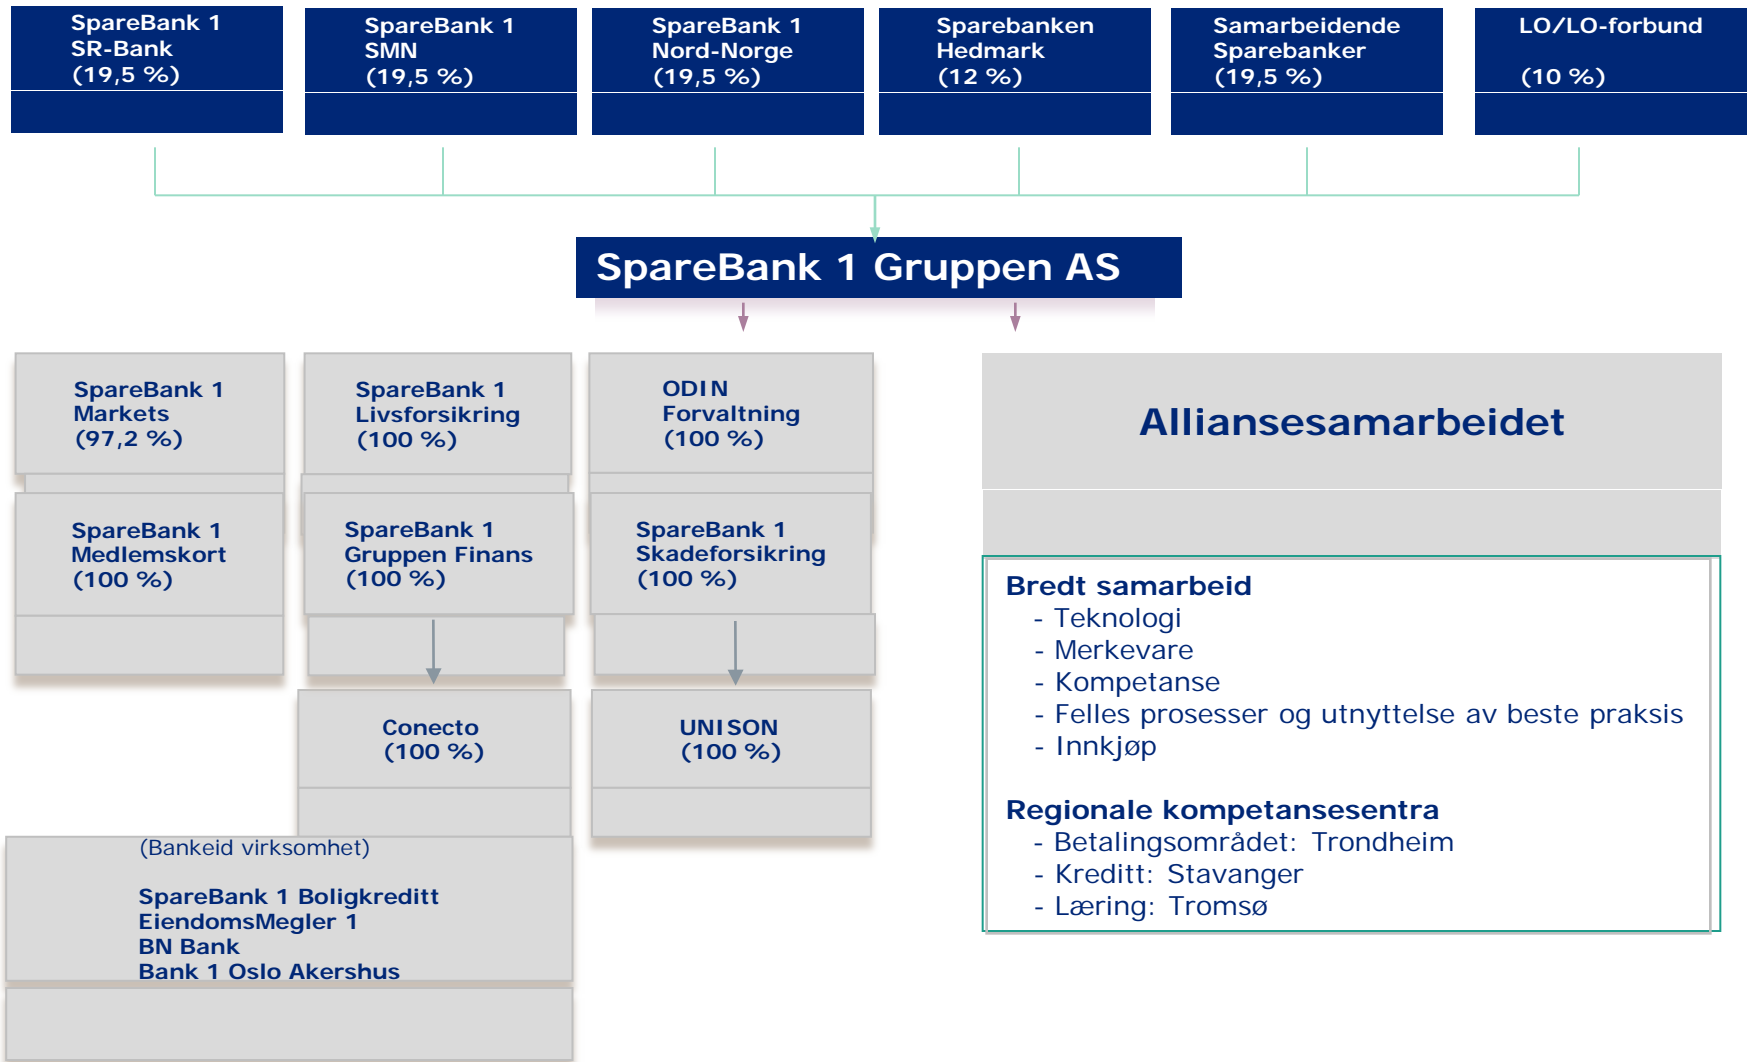 SpareBank 1
SR-Bank
(19,5 %)
SpareBank 1
SMN
(19,5 %)
SpareBank 1
Nord-Norge
(19,5 %)
Sparebanken
Hedmark
(12 %)
Samarbeidende
Sparebanker
(19,5 %)
LO/LO-forbund
(10 %)
SpareBank 1 Gruppen AS
SpareBank 1
Markets
(97,2 %)
SpareBank 1
Livsforsikring
(100 %)
ODIN
Forvaltning
(100 %)
SpareBank 1
Medlemskort
(100 %)
SpareBank 1
Gruppen Finans
(100 %)
SpareBank 1
Skadeforsikring
(100 %)
Conecto
(100 %)
UNISON
(100 %)
(Bankeid virksomhet)
SpareBank 1 Boligkreditt
EiendomsMegler 1
BN Bank
Bank 1 Oslo Akershus
Alliansesamarbeidet
Bredt samarbeid
- Teknologi
- Merkevare
- Kompetanse
- Felles prosesser og utnyttelse av beste praksis
- Innkjøp
Regionale kompetansesentra
- Betalingsområdet: Trondheim
- Kreditt: Stavanger
- Læring: Tromsø